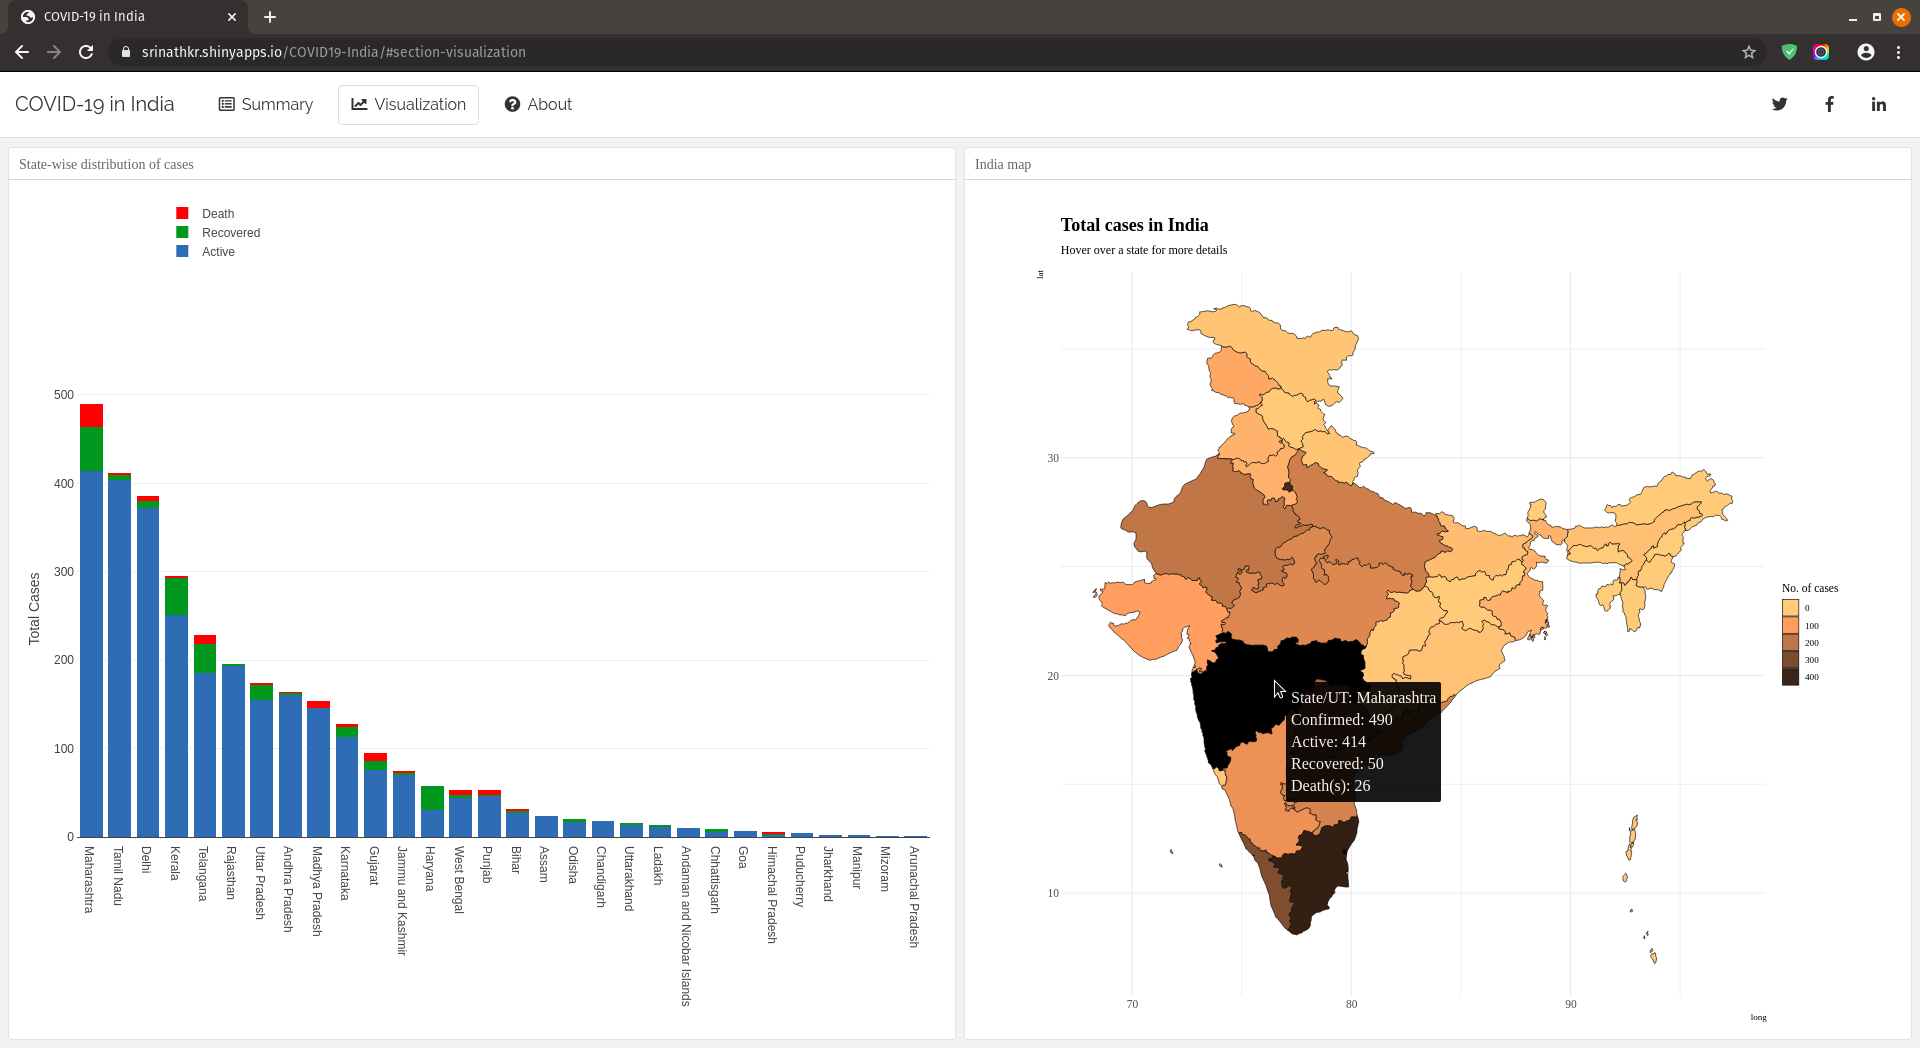 COVID-19 in India
srinathkr.shinyapps.io/COVID19-India/#section-visualization
COVID-19 in India
Summary
Visualization
About
State-wise distribution of cases
Death
Recovered
Active
Total Cases
500
400
300
200
100
0
Maharashtra
Tamil Nadu
Delhi
Kerala
Telangana
Rajasthan
Uttar Pradesh
Andhra Pradesh
Madhya Pradesh
Karnataka
Gujarat
Jammu and Kashmir
Haryana
West Bengal
Punjab
Bihar
Assam
Odisha
Chandigarh
Uttarakhand
Ladakh
Andaman and Nicobar Islands
Chhattisgarh
Goa
Himachal Pradesh
Puducherry
Jharkhand
Manipur
Mizoram
Arunachal Pradesh
India map
Total cases in India
Hover over a state for more details
lat
30
20
10
State/UT: Maharashtra
Confirmed: 490
Active: 414
Recovered: 50
Death(s): 26
No. of cases
0
100
200
300
400
70
80
90
long